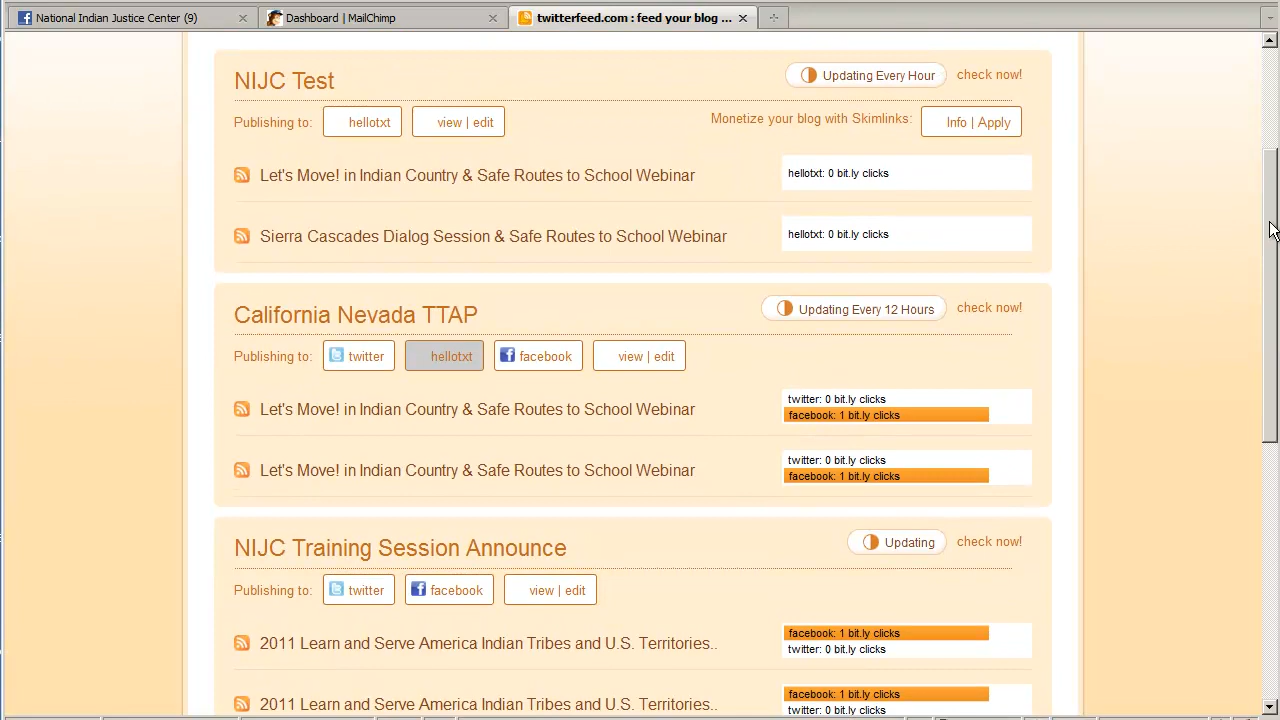 National Indian Justice Center (9)
Dashboard | MailChimp
twitterfeed.com : feed your blog ...
NIJC Test
Updating Every Hour
check now!
Publishing to:
hellotxt
view | edit
Monetize your blog with Skimlinks:
Info | Apply
Let's Move! in Indian Country & Safe Routes to School Webinar
hellotxt: 0 bit.ly clicks
Sierra Cascades Dialog Session & Safe Routes to School Webinar
hellotxt: 0 bit.ly clicks
California Nevada TTAP
Updating Every 12 Hours
check now!
Publishing to:
twitter
hellotxt
facebook
view | edit
Let's Move! in Indian Country & Safe Routes to School Webinar
twitter: 0 bit.ly clicks
facebook: 1 bit.ly clicks
Let's Move! in Indian Country & Safe Routes to School Webinar
twitter: 0 bit.ly clicks
facebook: 1 bit.ly clicks
NIJC Training Session Announce
Updating
check now!
Publishing to:
twitter
facebook
view | edit
2011 Learn and Serve America Indian Tribes and U.S. Territories..
facebook: 1 bit.ly clicks
twitter: 0 bit.ly clicks
2011 Learn and Serve America Indian Tribes and U.S. Territories..
facebook: 1 bit.ly clicks
twitter: 0 bit.ly clicks